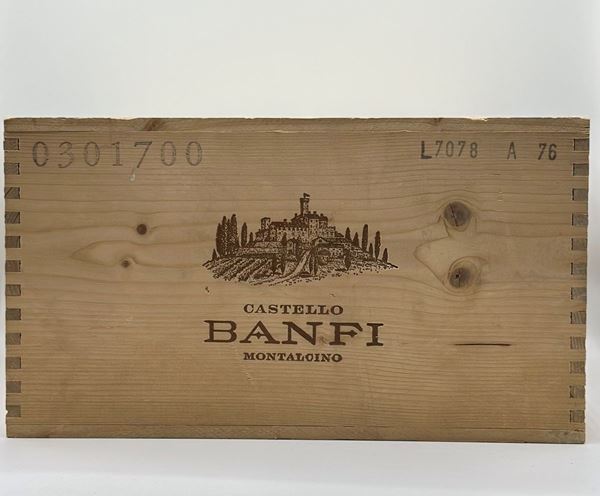 0301700 L7078 A 76
CASTELLO
BANFI
MONTALCINO